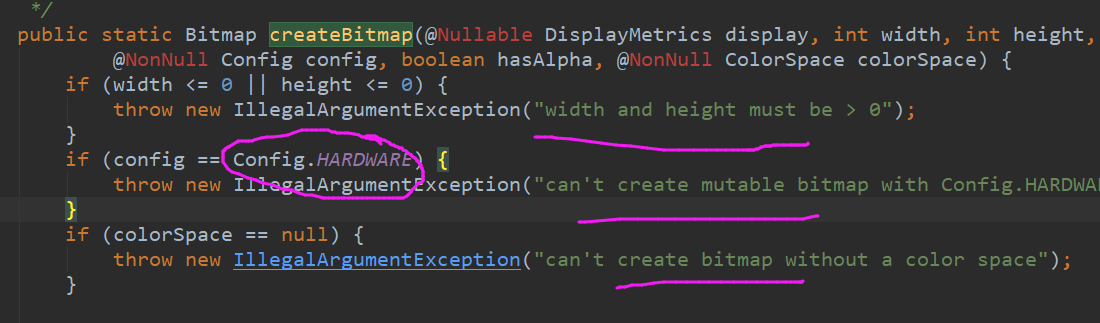 */
public static Bitmap createBitmap(@Nullable DisplayMetrics display, int width, int height,
@NonNull Config config, boolean hasAlpha, @NonNull ColorSpace colorSpace) {
if (width <= 0 || height <= 0) {
throw new IllegalArgumentException("width and height must be > 0");
}
if (config == Config.HARDWARE) {
throw new IllegalArgumentException("can't create mutable bitmap with Config.HARDWA
}
if (colorSpace == null) {
throw new IllegalArgumentException("can't create bitmap without a color space");
}